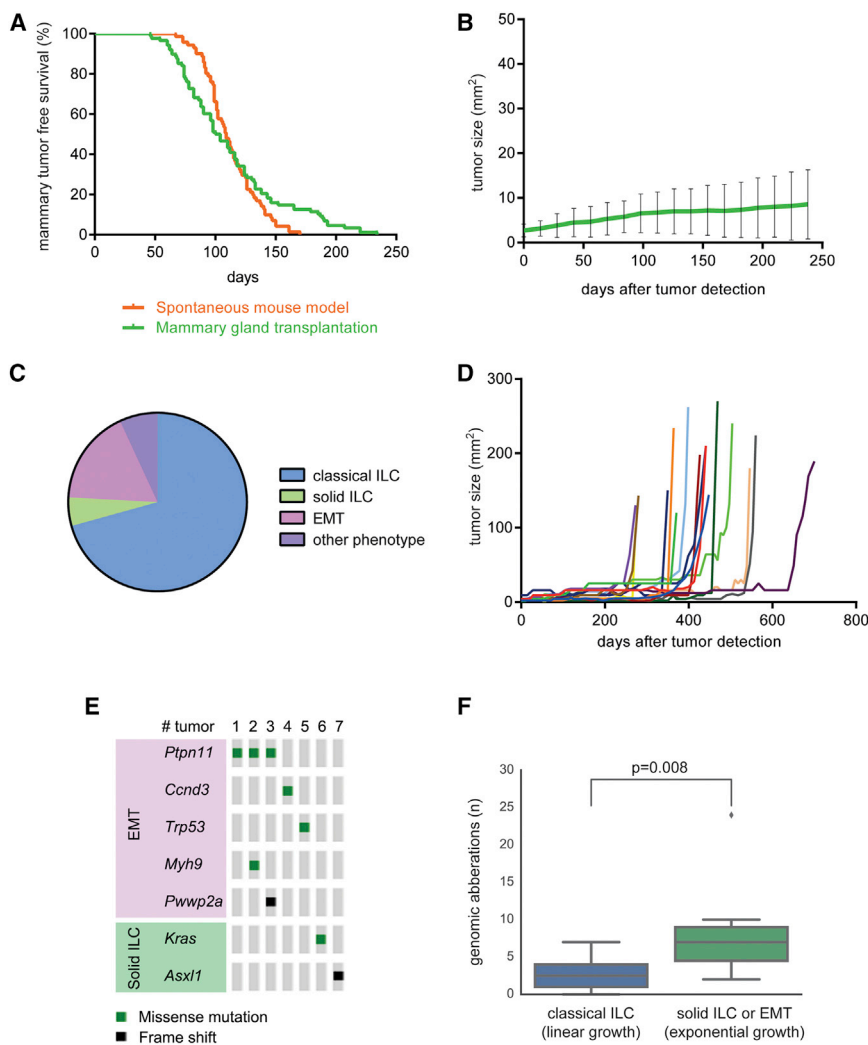 A
mammary tumor free survival (%)
100
80
60
40
20
0
0 50 100 150 200 250
days
Spontaneous mouse model
Mammary gland transplantation
B
tumor size (mm²)
50
40
30
20
10
0
0 50 100 150 200 250
days after tumor detection
C
classical ILC
solid ILC
EMT
other phenotype
D
tumor size (mm²)
300
200
100
0
0 200 400 600 800
days after tumor detection
E
# tumor 1 2 3 4 5 6 7
EMT
Ptpn11
Ccnd3
Trp53
Myh9
Pwwp2a
Solid ILC
Kras
Asxl1
Missense mutation
Frame shift
F
p=0.008
genomic abberations (n)
30
25
20
15
10
5
0
classical ILC
(linear growth)
solid ILC or EMT
(exponential growth)